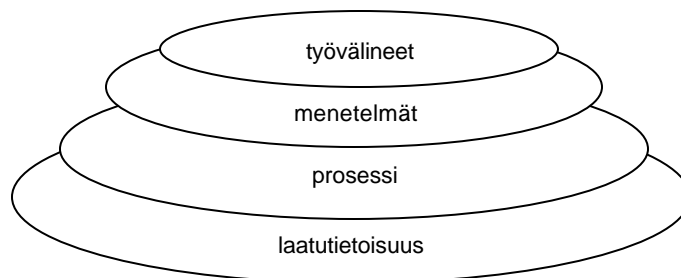 työvälineet
menetelmät
prosessi
laatutietoisuus